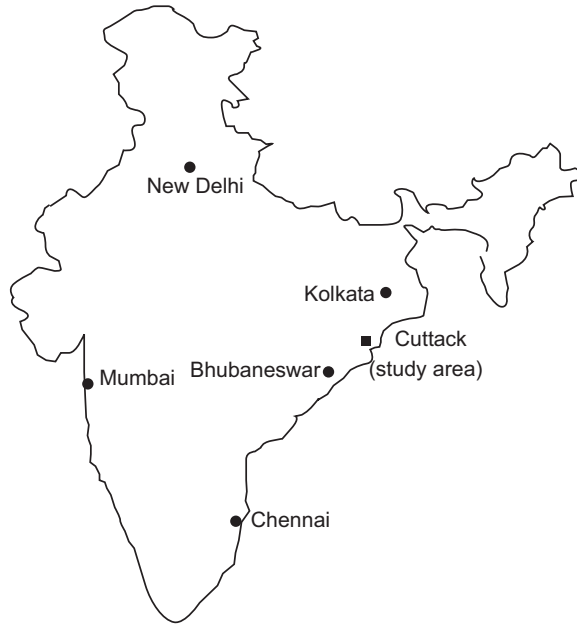 New Delhi
Kolkata
Cuttack
(study area)
Bhubaneswar
Mumbai
Chennai